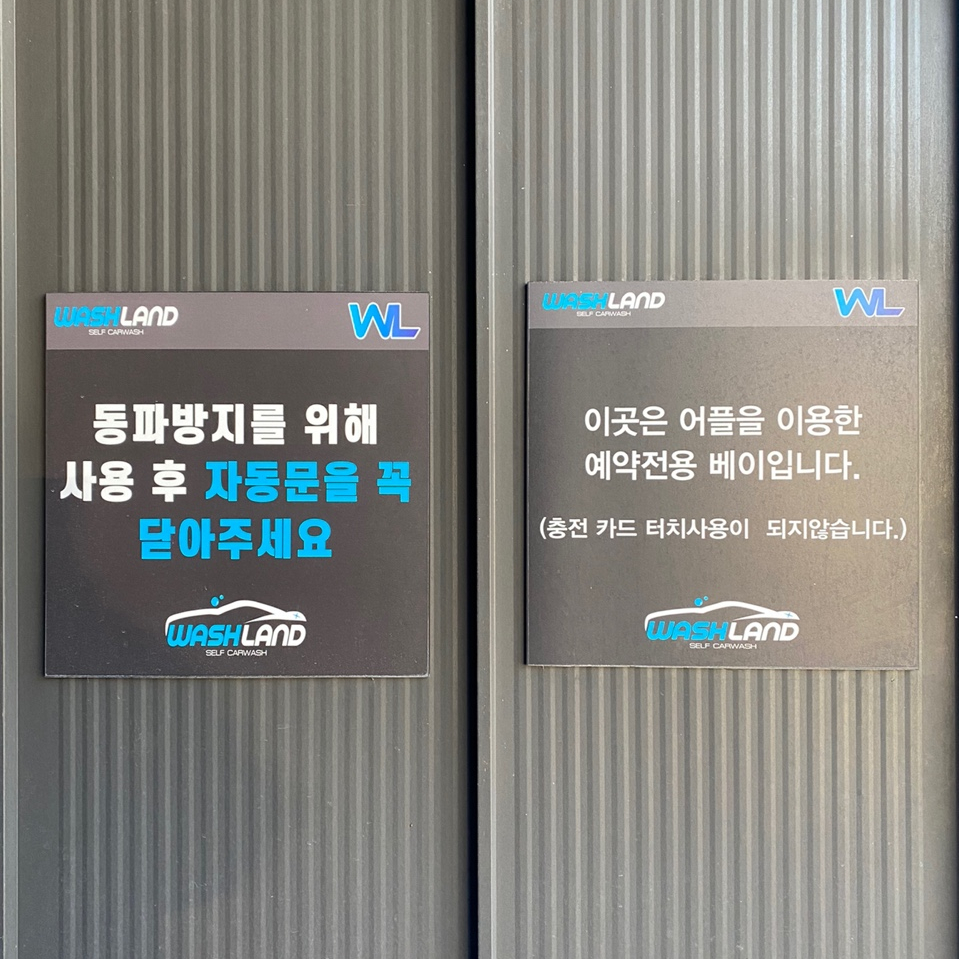 WASHLAND
SELF CARWASH
WL
동파방지를 위해
사용 후 자동문을 꼭
닫아주세요
WASHLAND
SELF CARWASH
WASHLAND
SELF CARWASH
WL
이곳은 어플을 이용한
예약전용 베이입니다.
(충전 카드 터치사용이 되지않습니다.)
WASHLAND
SELF CARWASH